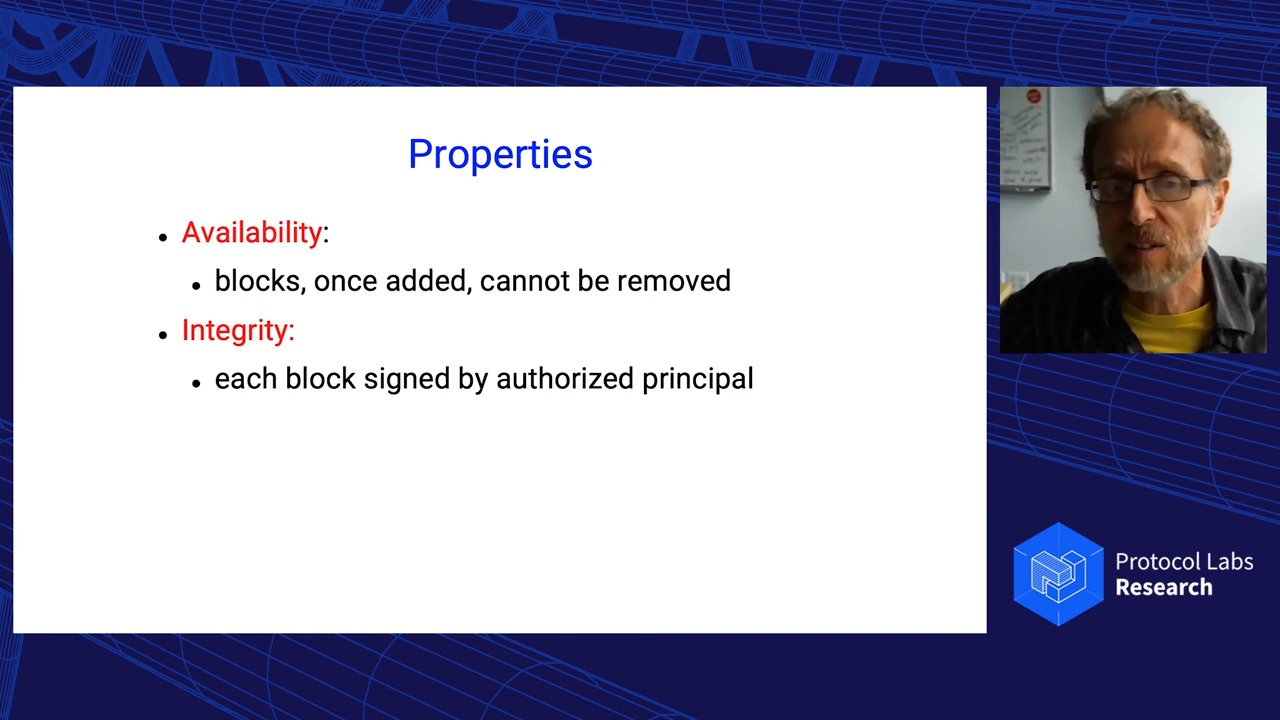 Properties
• Availability:
• blocks, once added, cannot be removed
• Integrity:
• each block signed by authorized principal
Protocol Labs
Research